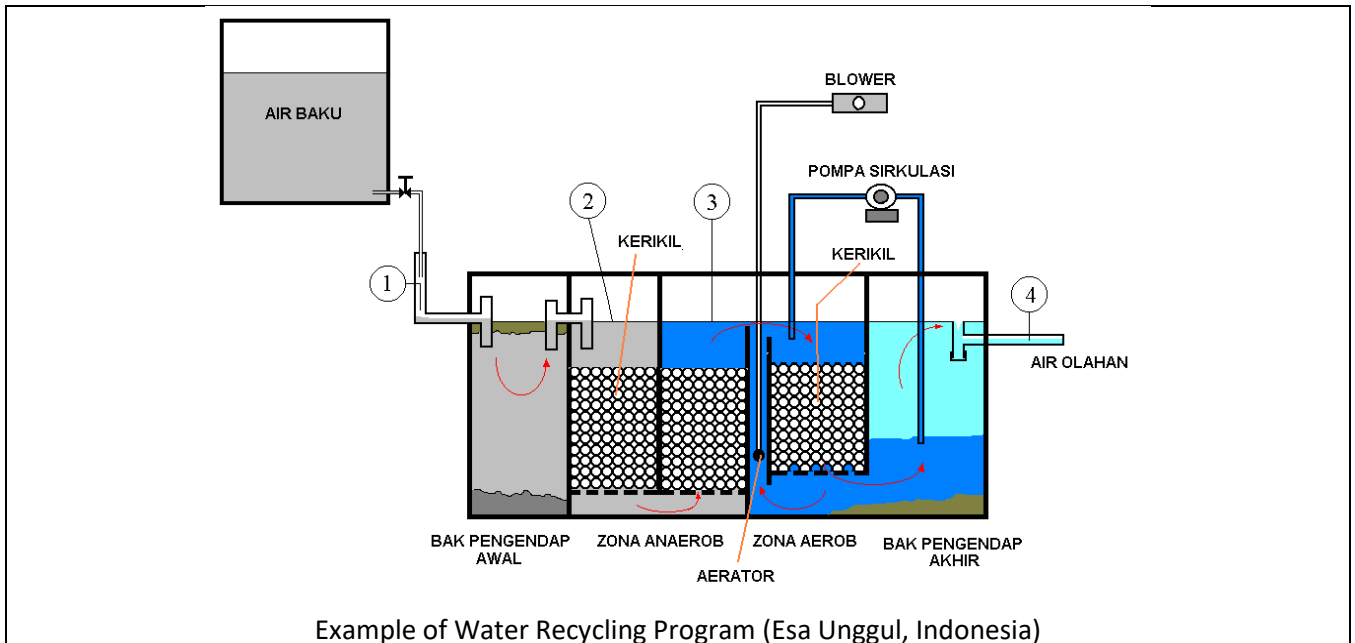 AIR BAKU
BLOWER
POMPA SIRKULASI
2
3
KERIKIL
KERIKIL
1
4
AIR OLAHAN
BAK PENGENDAP
AWAL
ZONA ANAEROB
ZONA AEROB
BAK PENGENDAP
AKHIR
AERATOR
Example of Water Recycling Program (Esa Unggul, Indonesia)